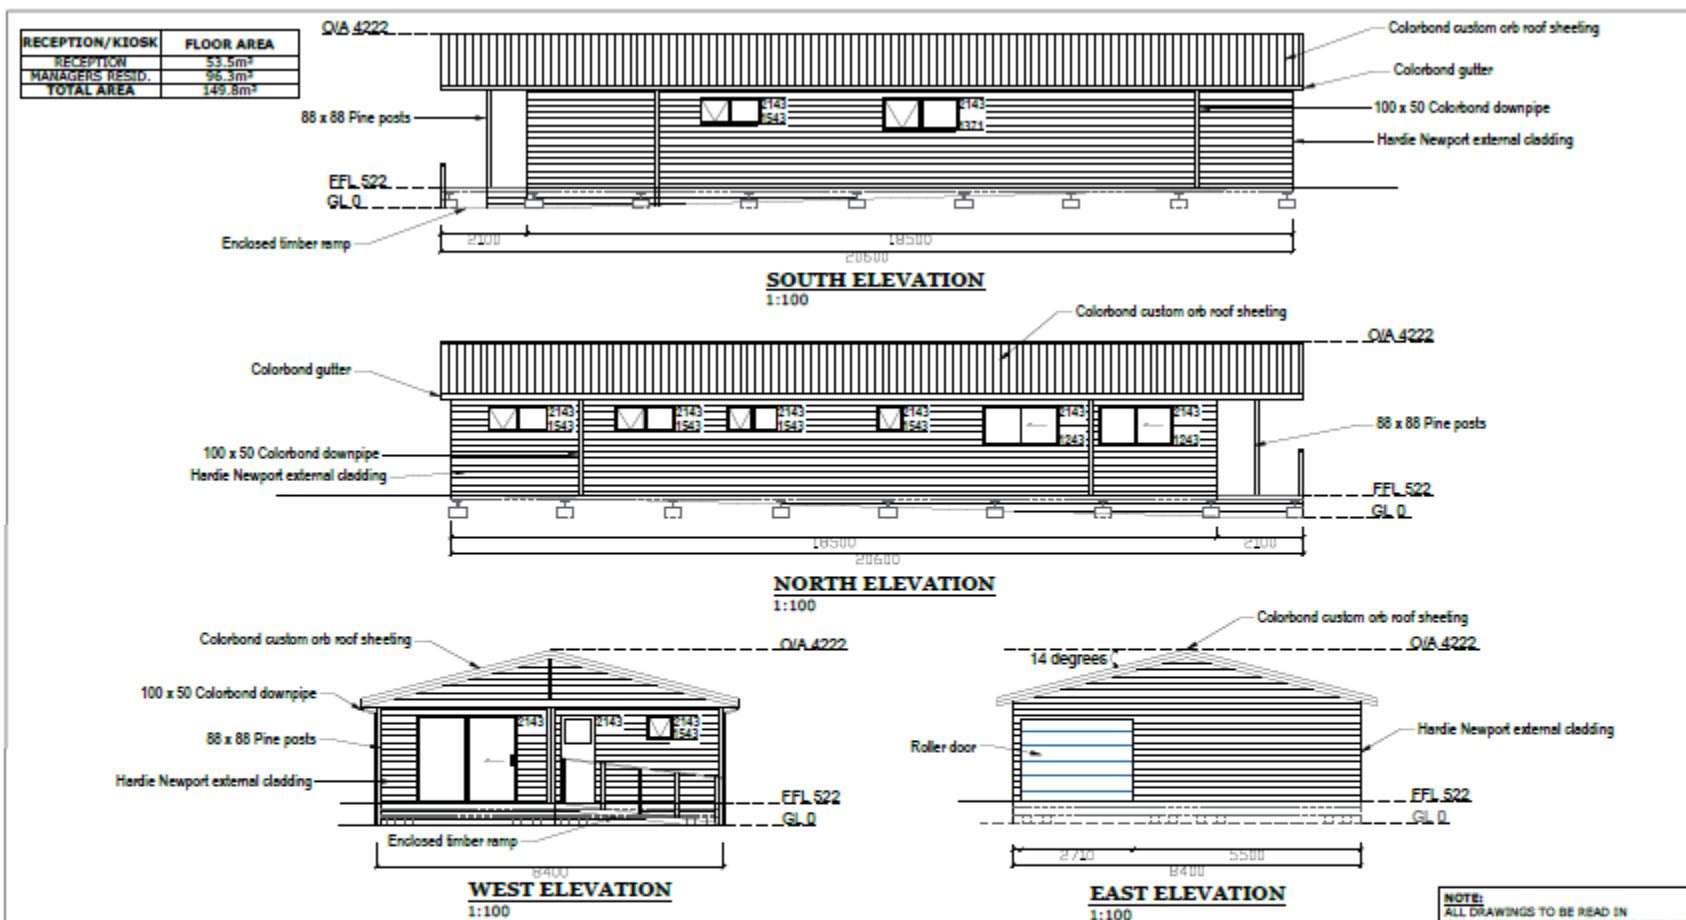 RECEPTION/KIOSK FLOOR AREA
RECEPTION 53.5m²
MANAGERS RESID. 96.3m²
TOTAL AREA 149.8m²
O/A 4222
Colorbond custom orb roof sheeting
Colorbond gutter
88 x 88 Pine posts
2143
1543
2143
1371
100 x 50 Colorbond downpipe
Hardie Newport external cladding
FFL 522
GL 0
Enclosed timber ramp
2100
18500
20600
SOUTH ELEVATION
1:100
Colorbond custom orb roof sheeting
O/A 4222
Colorbond gutter
2143
1543
2143
1543
2143
1543
2143
1543
2143
1243
2143
1243
88 x 88 Pine posts
100 x 50 Colorbond downpipe
Hardie Newport external cladding
FFL 522
GL 0
18500
2100
20600
NORTH ELEVATION
1:100
Colorbond custom orb roof sheeting
O/A 4222
100 x 50 Colorbond downpipe
88 x 88 Pine posts
2143
2143
2143
1543
Hardie Newport external cladding
FFL 522
GL 0
Enclosed timber ramp
8400
WEST ELEVATION
1:100
Colorbond custom orb roof sheeting
O/A 4222
14 degrees
Roller door
Hardie Newport external cladding
FFL 522
GL 0
2710
5500
8400
EAST ELEVATION
1:100
NOTE:
ALL DRAWINGS TO BE READ IN